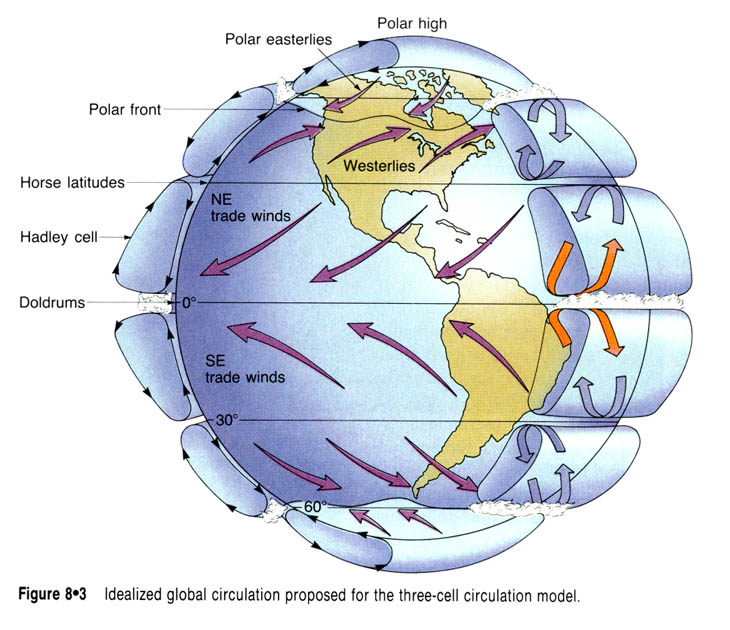 Polar high
Polar easterlies
Polar front
Westerlies
Horse latitudes
NE
trade winds
Hadley cell
Doldrums
0°
SE
trade winds
30°
60°
Figure 8•3 Idealized global circulation proposed for the three-cell circulation model.